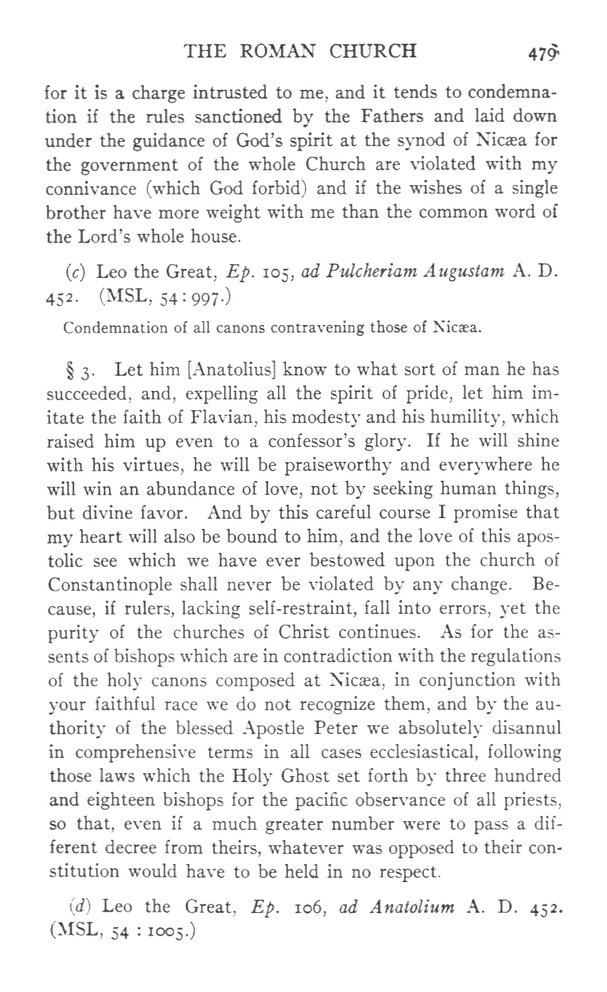 THE ROMAN CHURCH 479
for it is a charge intrusted to me, and it tends to condemna-
tion if the rules sanctioned by the Fathers and laid down
under the guidance of God's spirit at the synod of Nicæa for
the government of the whole Church are violated with my
connivance (which God forbid) and if the wishes of a single
brother have more weight with me than the common word of
the Lord's whole house.
(c) Leo the Great, Ep. 105, ad Pulcheriam Augustam A. D.
452. (MSL, 54:997.)
Condemnation of all canons contravening those of Nicæa.
§ 3. Let him [Anatolius] know to what sort of man he has
succeeded, and, expelling all the spirit of pride, let him im-
itate the faith of Flavian, his modesty and his humility, which
raised him up even to a confessor's glory. If he will shine
with his virtues, he will be praiseworthy and everywhere he
will win an abundance of love, not by seeking human things,
but divine favor. And by this careful course I promise that
my heart will also be bound to him, and the love of this apos-
tolic see which we have ever bestowed upon the church of
Constantinople shall never be violated by any change. Be-
cause, if rulers, lacking self-restraint, fall into errors, yet the
purity of the churches of Christ continues. As for the as-
sents of bishops which are in contradiction with the regulations
of the holy canons composed at Nicæa, in conjunction with
your faithful race we do not recognize them, and by the au-
thority of the blessed Apostle Peter we absolutely disannul
in comprehensive terms in all cases ecclesiastical, following
those laws which the Holy Ghost set forth by three hundred
and eighteen bishops for the pacific observance of all priests,
so that, even if a much greater number were to pass a dif-
ferent decree from theirs, whatever was opposed to their con-
stitution would have to be held in no respect.
(d) Leo the Great, Ep. 106, ad Anatolium A. D. 452.
(MSL, 54 : 1005.)